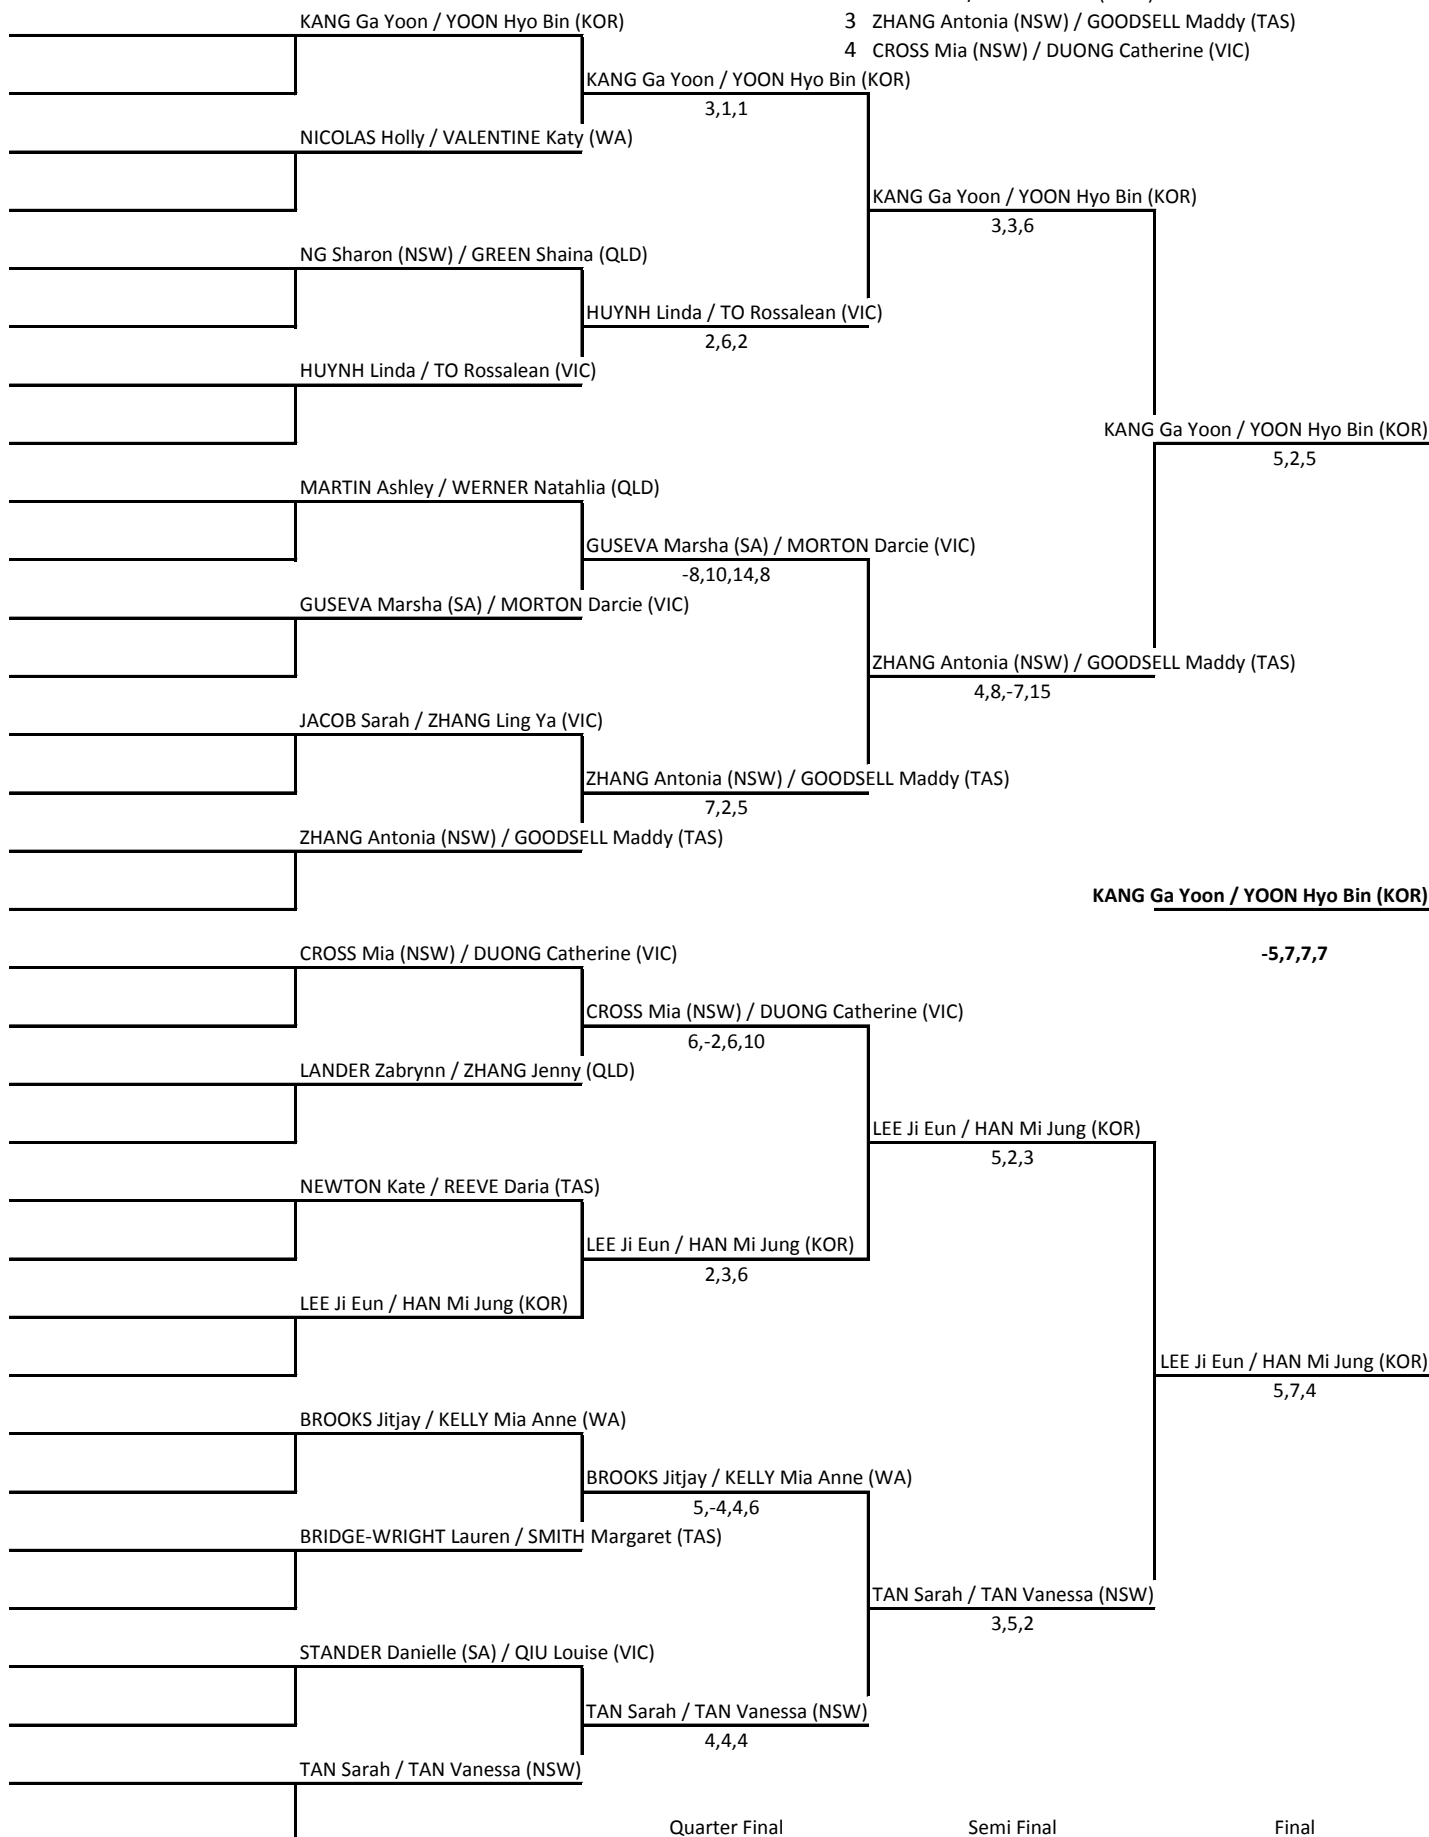 KANG Ga Yoon / YOON Hyo Bin (KOR)
3 ZHANG Antonia (NSW) / GOODSELL Maddy (TAS)
4 CROSS Mia (NSW) / DUONG Catherine (VIC)
KANG Ga Yoon / YOON Hyo Bin (KOR)
3,1,1
NICOLAS Holly / VALENTINE Katy (WA)
KANG Ga Yoon / YOON Hyo Bin (KOR)
3,3,6
NG Sharon (NSW) / GREEN Shaina (QLD)
HUYNH Linda / TO Rossalean (VIC)
2,6,2
HUYNH Linda / TO Rossalean (VIC)
KANG Ga Yoon / YOON Hyo Bin (KOR)
5,2,5
MARTIN Ashley / WERNER Natahlia (QLD)
GUSEVA Marsha (SA) / MORTON Darcie (VIC)
-8,10,14,8
GUSEVA Marsha (SA) / MORTON Darcie (VIC)
ZHANG Antonia (NSW) / GOODSELL Maddy (TAS)
4,8,-7,15
JACOB Sarah / ZHANG Ling Ya (VIC)
ZHANG Antonia (NSW) / GOODSELL Maddy (TAS)
7,2,5
ZHANG Antonia (NSW) / GOODSELL Maddy (TAS)
KANG Ga Yoon / YOON Hyo Bin (KOR)
CROSS Mia (NSW) / DUONG Catherine (VIC)
-5,7,7,7
CROSS Mia (NSW) / DUONG Catherine (VIC)
6,-2,6,10
LANDER Zabrynn / ZHANG Jenny (QLD)
LEE Ji Eun / HAN Mi Jung (KOR)
5,2,3
NEWTON Kate / REEVE Daria (TAS)
LEE Ji Eun / HAN Mi Jung (KOR)
2,3,6
LEE Ji Eun / HAN Mi Jung (KOR)
LEE Ji Eun / HAN Mi Jung (KOR)
5,7,4
BROOKS Jitjay / KELLY Mia Anne (WA)
BROOKS Jitjay / KELLY Mia Anne (WA)
5,-4,4,6
BRIDGE-WRIGHT Lauren / SMITH Margaret (TAS)
TAN Sarah / TAN Vanessa (NSW)
3,5,2
STANDER Danielle (SA) / QIU Louise (VIC)
TAN Sarah / TAN Vanessa (NSW)
4,4,4
TAN Sarah / TAN Vanessa (NSW)
Quarter Final Semi Final Final